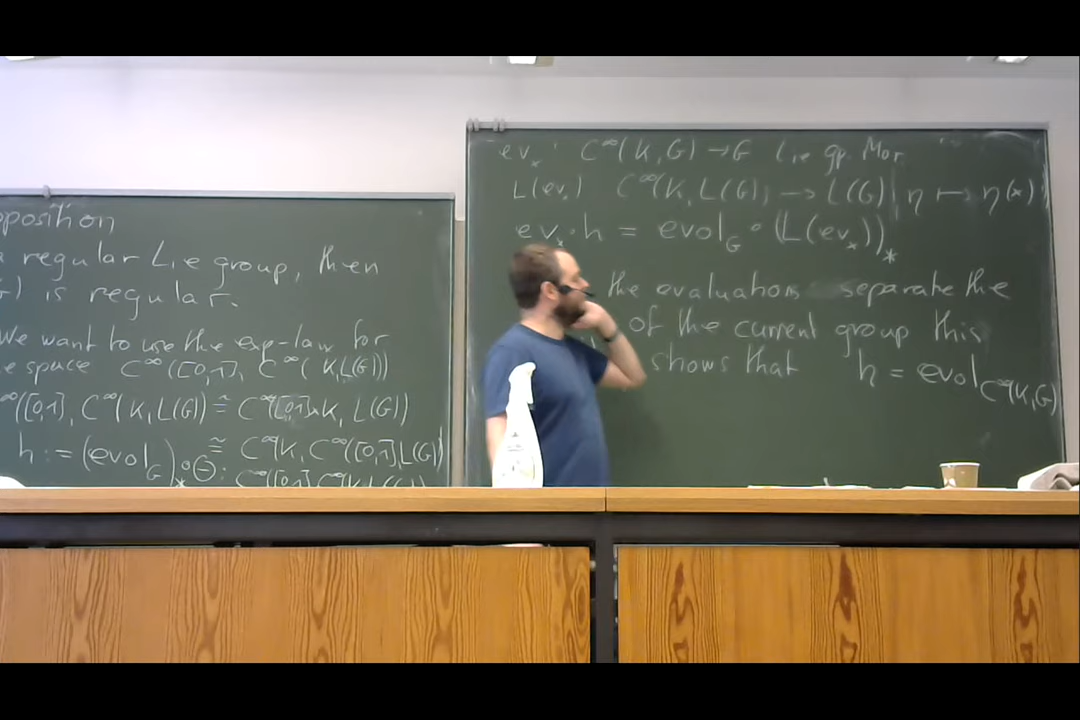 oposition
a regular Lie group, then
G) is regular.
We want to use the exp-law for
e space C^∞([0,1], C^∞(K,L(G)))
^∞([0,1], C^∞(K,L(G)) ≅ C^∞([0,1]×K, L(G))
≅ C^∞(K, C^∞([0,1],L(G))
h := (evol_G)_* ∘ Θ : C^∞([0,1], C^∞(K,L(G)))
ev_x : C^∞(K,G) → G Lie gp. Mor.
L(ev_x) C^∞(K,L(G)) → L(G), η ↦ η(x),
ev_x ∘ h = evol_G ∘ (L(ev_x))_*
the evaluations separate the
of the current group this
shows that h = evol_{C^∞(K,G)}